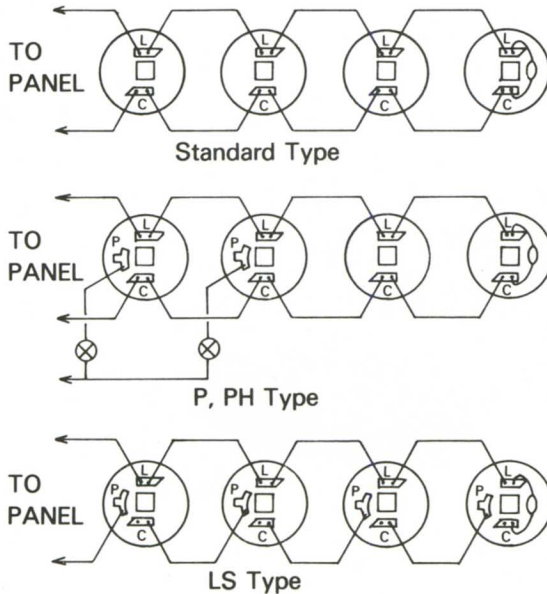 L L L L
TO
PANEL
C C C C
Standard Type
L L L L
P P
TO
PANEL
C C C C
P, PH Type
L L L L
P P P P
TO
PANEL
C C C C
LS Type